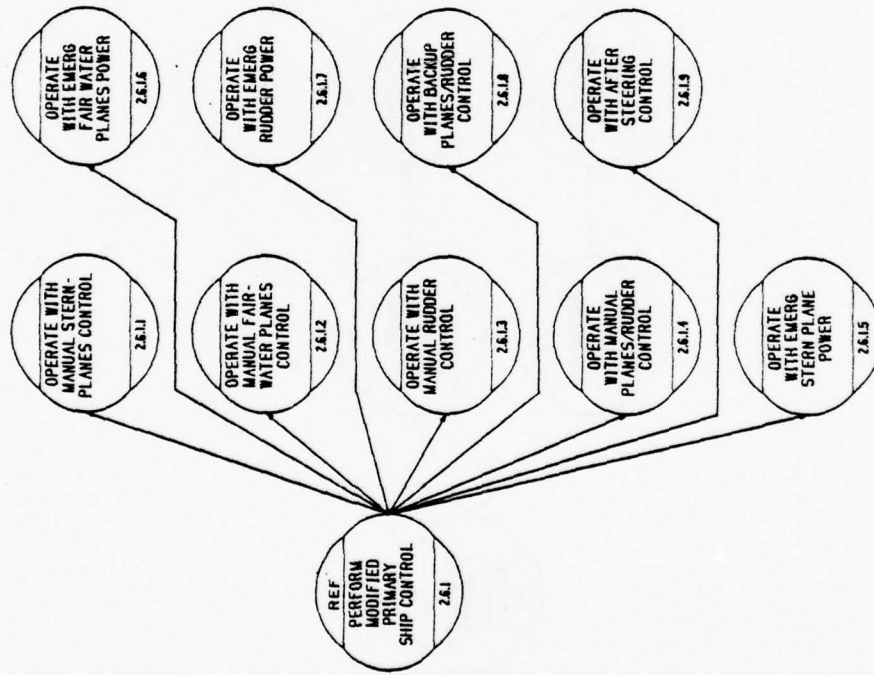 REF
PERFORM
MODIFIED
PRIMARY
SHIP CONTROL
2.6.1
OPERATE WITH
MANUAL STERN-
PLANES CONTROL
2.6.1.1
OPERATE WITH
MANUAL FAIR-
WATER PLANES
CONTROL
2.6.1.2
OPERATE WITH
MANUAL RUDDER
CONTROL
2.6.1.3
OPERATE
WITH MANUAL
PLANES/RUDDER
CONTROL
2.6.1.4
OPERATE
WITH EMERG
STERN PLANE
POWER
2.6.1.5
OPERATE
WITH EMERG
FAIR WATER
PLANES POWER
2.6.1.6
OPERATE
WITH EMERG
RUDDER POWER
2.6.1.7
OPERATE
WITH BACKUP
PLANES/RUDDER
CONTROL
2.6.1.8
OPERATE
WITH AFTER
STEERING
CONTROL
2.6.1.9